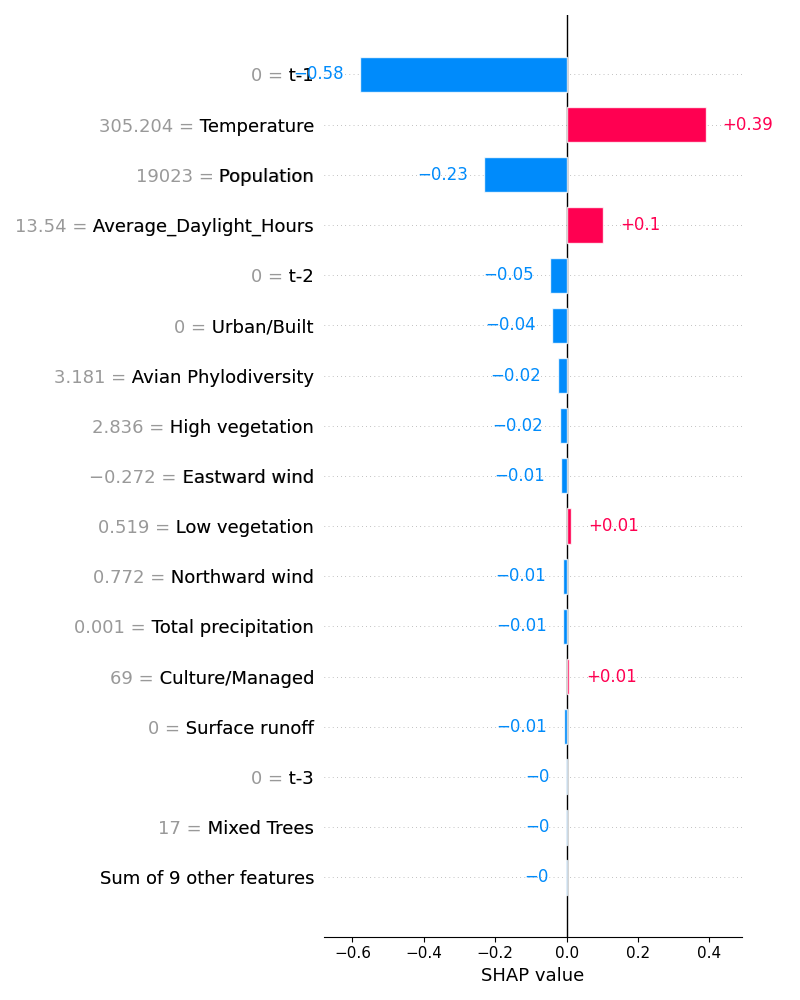 0 = t-1 −0.58
305.204 = Temperature +0.39
19023 = Population −0.23
13.54 = Average_Daylight_Hours +0.1
0 = t-2 −0.05
0 = Urban/Built −0.04
3.181 = Avian Phylodiversity −0.02
2.836 = High vegetation −0.02
−0.272 = Eastward wind −0.01
0.519 = Low vegetation +0.01
0.772 = Northward wind −0.01
0.001 = Total precipitation −0.01
69 = Culture/Managed +0.01
0 = Surface runoff −0.01
0 = t-3 −0
17 = Mixed Trees −0
Sum of 9 other features −0
−0.6 −0.4 −0.2 0.0 0.2 0.4
SHAP value